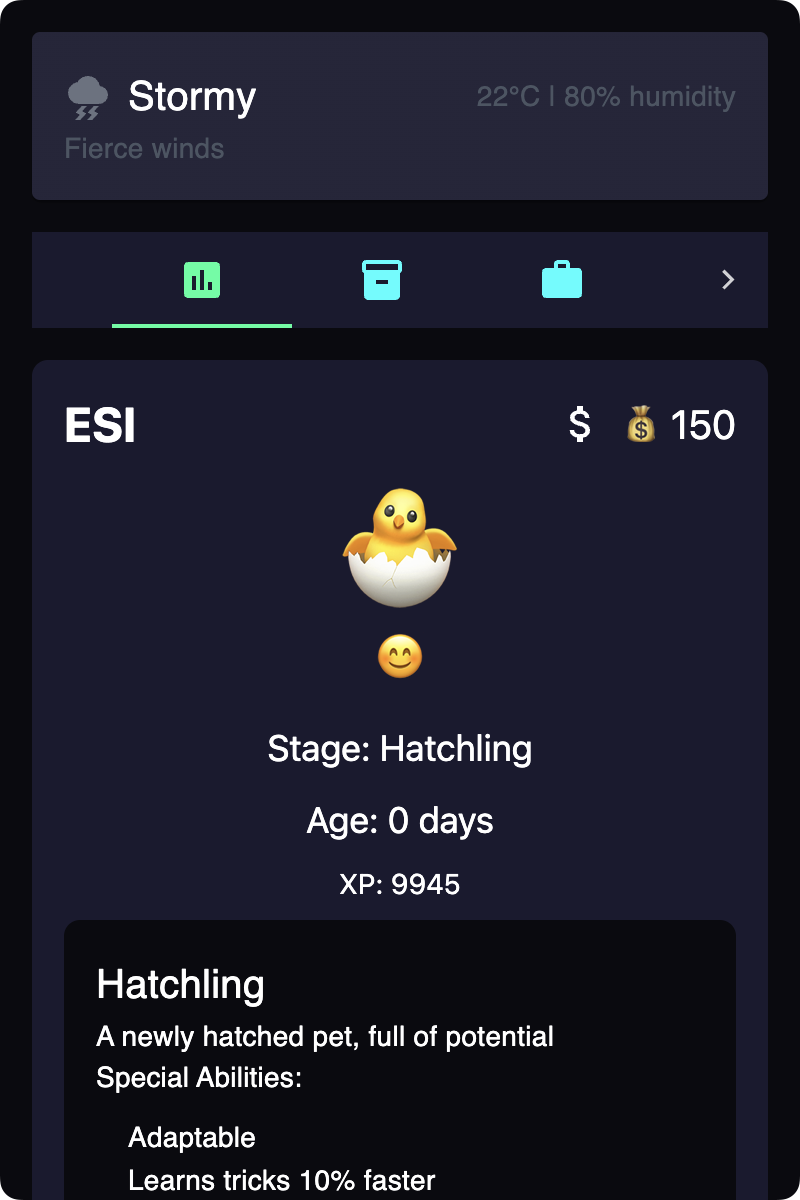 Stormy
22°C | 80% humidity
Fierce winds
ESI
$ 💰 150
Stage: Hatchling
Age: 0 days
XP: 9945
Hatchling
A newly hatched pet, full of potential
Special Abilities:
Adaptable
Learns tricks 10% faster